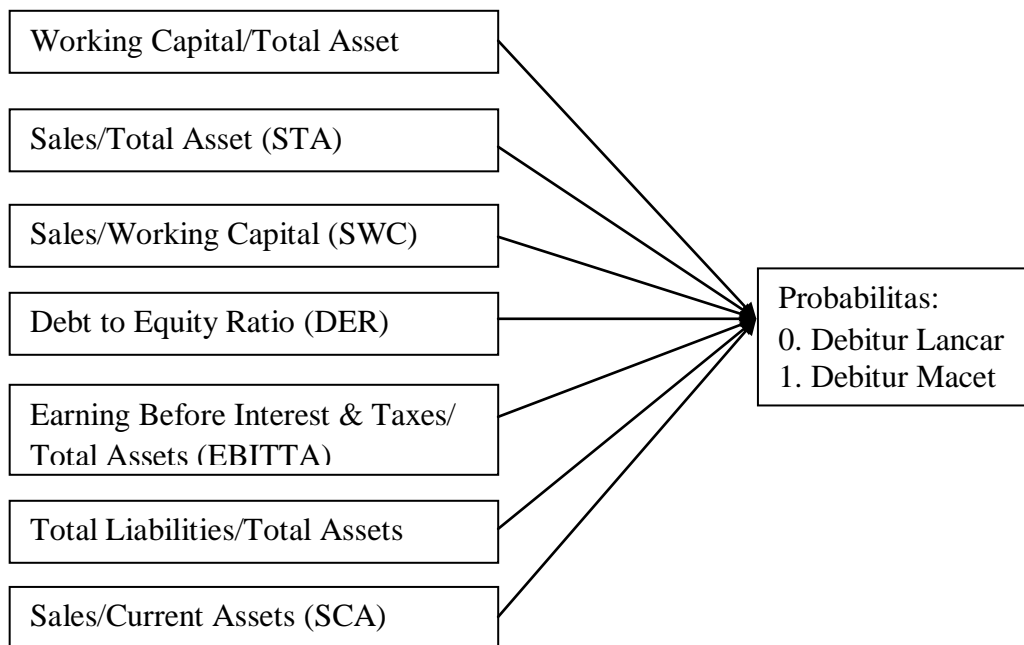 Working Capital/Total Asset
Sales/Total Asset (STA)
Sales/Working Capital (SWC)
Debt to Equity Ratio (DER)
Earning Before Interest & Taxes/
Total Assets (EBITTA)
Total Liabilities/Total Assets
Sales/Current Assets (SCA)
Probabilitas:
0. Debitur Lancar
1. Debitur Macet